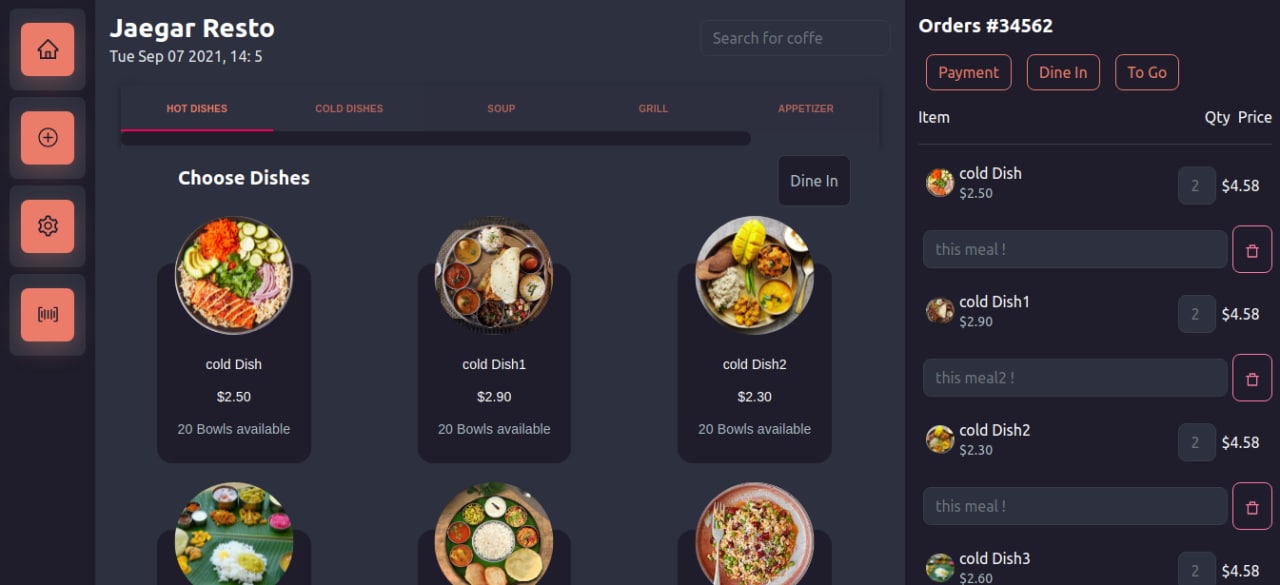 Jaegar Resto
Tue Sep 07 2021, 14: 5
Search for coffe
HOT DISHES COLD DISHES SOUP GRILL APPETIZER
Choose Dishes
Dine In
cold Dish
$2.50
20 Bowls available
cold Dish1
$2.90
20 Bowls available
cold Dish2
$2.30
20 Bowls available
Orders #34562
Payment Dine In To Go
Item Qty Price
cold Dish
$2.50
2 $4.58
this meal !
cold Dish1
$2.90
2 $4.58
this meal2 !
cold Dish2
$2.30
2 $4.58
this meal !
cold Dish3
$2.60
2 $4.58